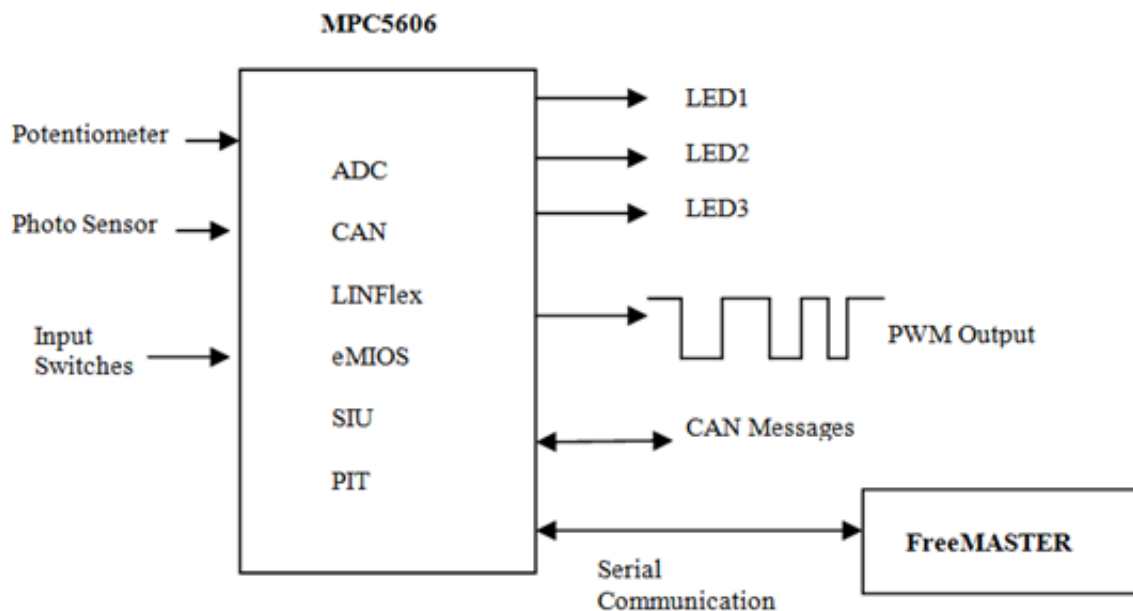 MPC5606
Potentiometer
Photo Sensor
Input
Switches
ADC
CAN
LINFlex
eMIOS
SIU
PIT
LED1
LED2
LED3
PWM Output
CAN Messages
FreeMASTER
Serial
Communication